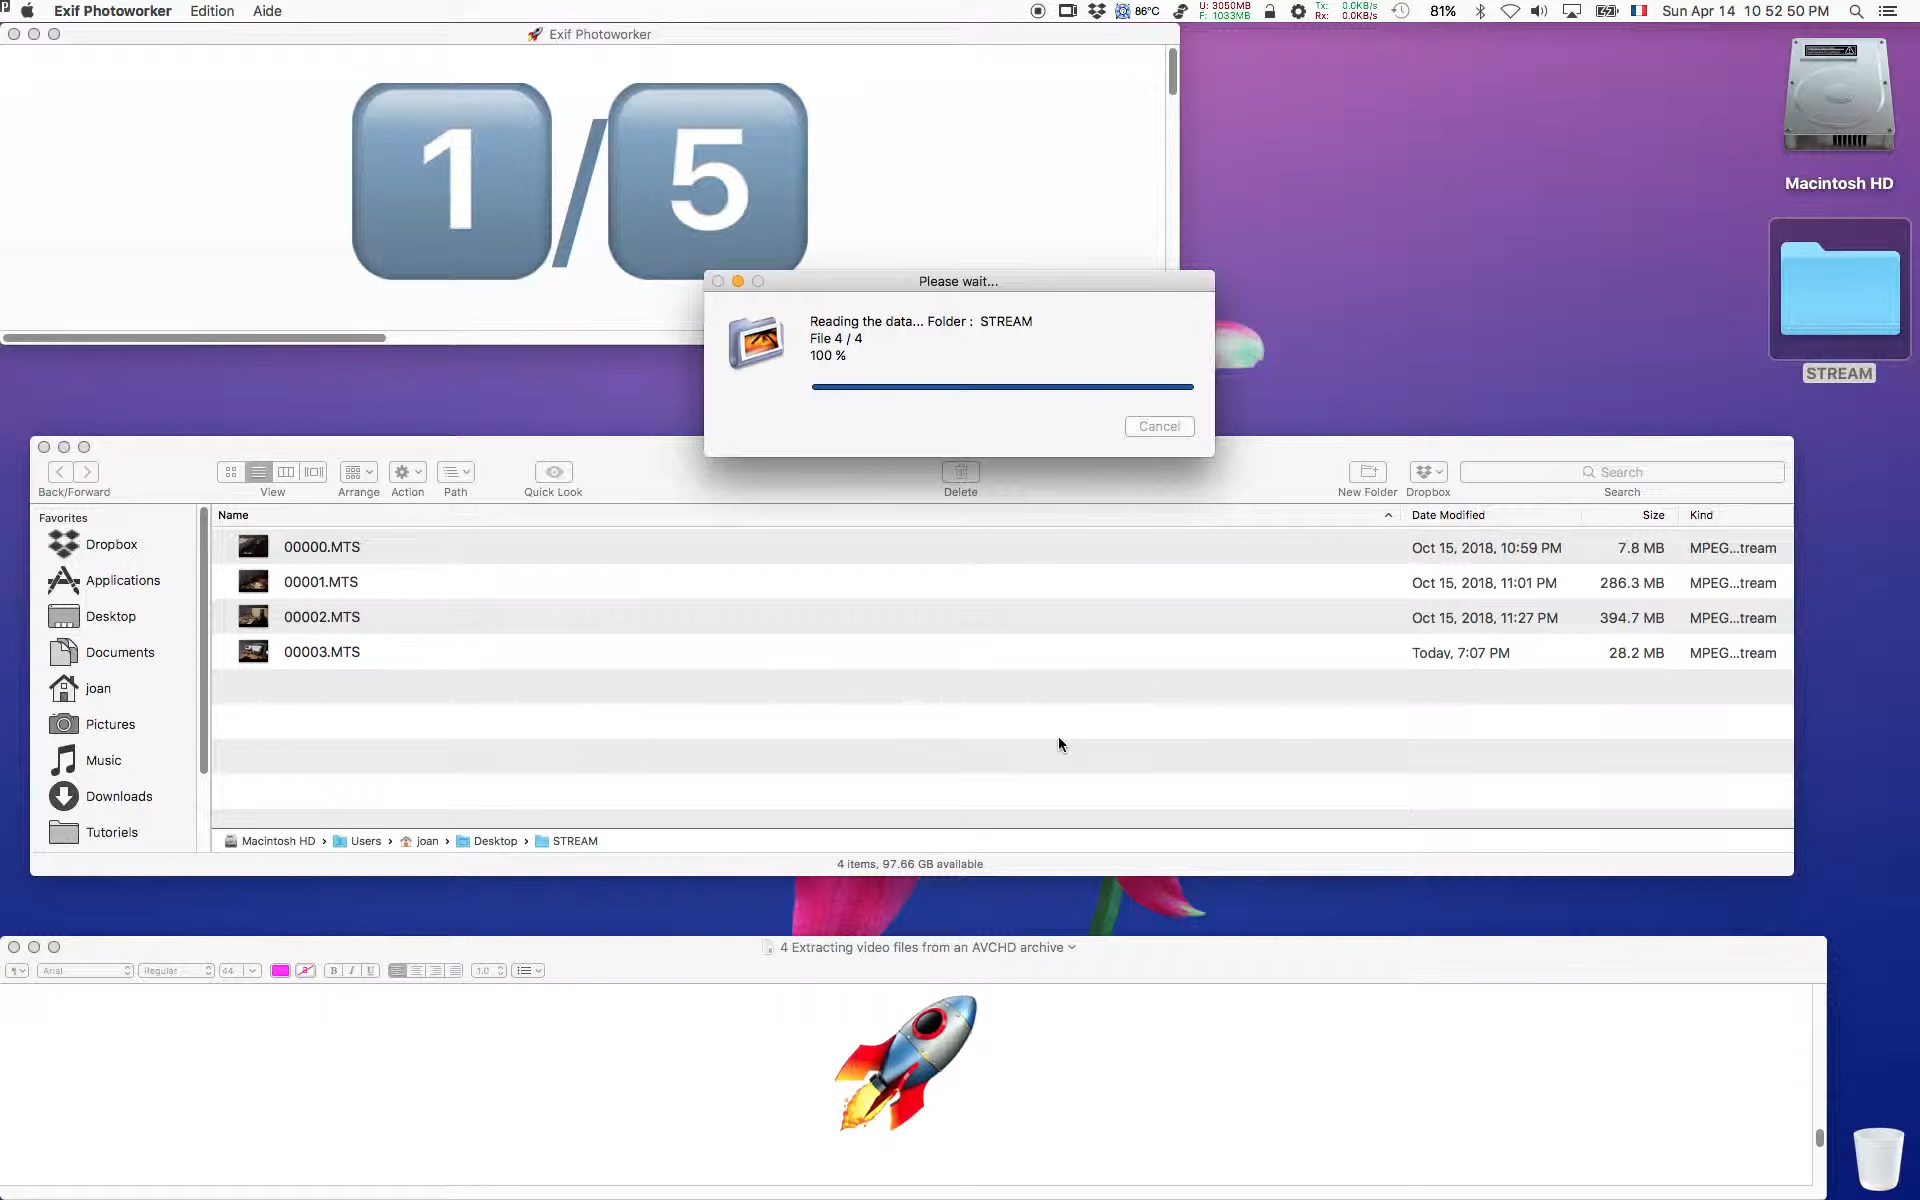 Exif Photoworker Edition Aide
86°C U: 3050MB F: 1033MB Tx: 0.0KB/s Rx: 0.0KB/s 81% Sun Apr 14 10 52 50 PM
Exif Photoworker
1/5
Macintosh HD
STREAM
Please wait...
Reading the data... Folder : STREAM
File 4 / 4
100 %
Cancel
Back/Forward View Arrange Action Path Quick Look Delete New Folder Dropbox Search
Search
Favorites
Dropbox
Applications
Desktop
Documents
joan
Pictures
Music
Downloads
Tutoriels
Name Date Modified Size Kind
00000.MTS Oct 15, 2018, 10:59 PM 7.8 MB MPEG...tream
00001.MTS Oct 15, 2018, 11:01 PM 286.3 MB MPEG...tream
00002.MTS Oct 15, 2018, 11:27 PM 394.7 MB MPEG...tream
00003.MTS Today, 7:07 PM 28.2 MB MPEG...tream
Macintosh HD › Users › joan › Desktop › STREAM
4 items, 97.66 GB available
4 Extracting video files from an AVCHD archive
Arial Regular 44 a B I U 1.0